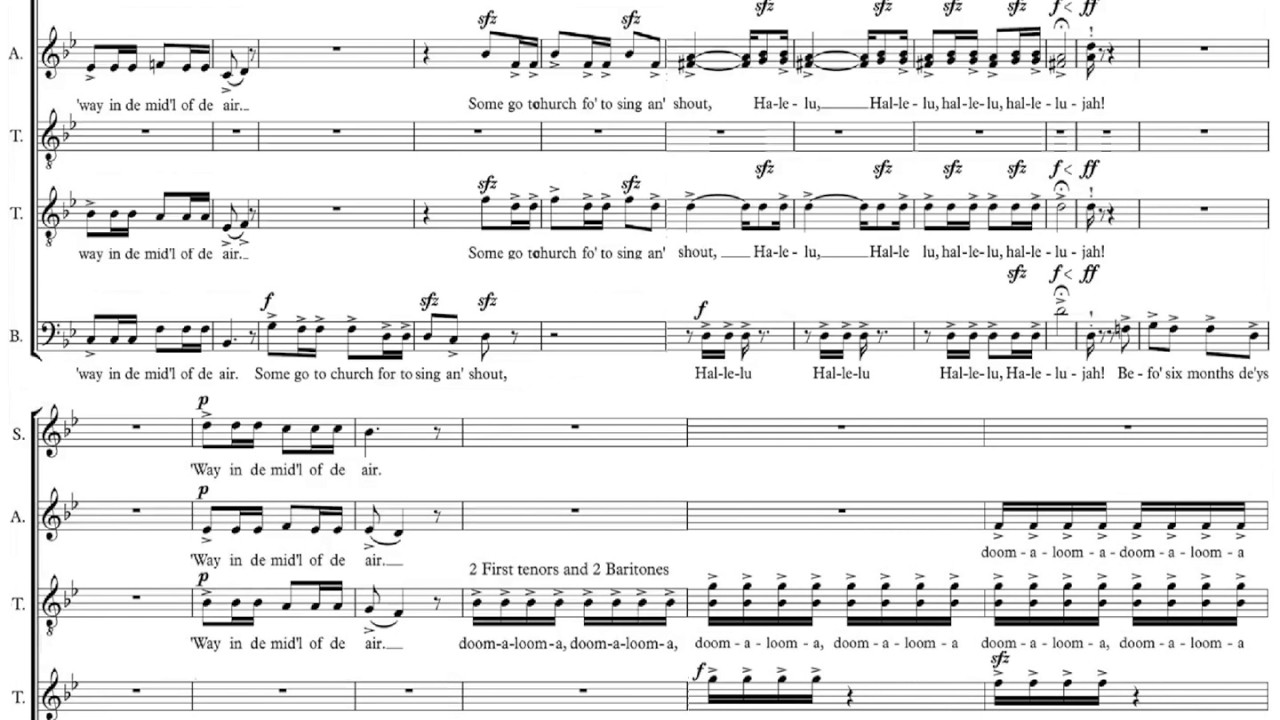 sfz sfz sfz sfz sfz sfz f< ff
A.
'way in de mid'l of de air.. Some go to church fo' to sing an' shout, Ha-le - lu, Hal-le - lu, hal-le-lu, hal-le - lu - jah!
T.
sfz sfz sfz sfz sfz sfz f< ff
T.
way in de mid'l of de air.. Some go to church fo' to sing an' shout, Ha-le - lu, Hal-le lu, hal-le-lu, hal-le - lu - jah!
f sfz sfz f sfz f< ff
B.
'way in de mid'l of de air. Some go to church for to sing an' shout, Hal-le-lu Hal-le-lu Hal-le-lu, Ha-le - lu - jah! Be - fo' six months de'ys
p
S.
'Way in de mid'l of de air.
p
A.
'Way in de mid'l of de air. doom - a - loom - a - doom - a - loom - a
p 2 First tenors and 2 Baritones
T.
'Way in de mid'l of de air. doom-a-loom-a, doom-a-loom-a, doom - a - loom - a, doom - a - loom - a doom - a - loom - a, doom - a - loom - a
f sfz
T.